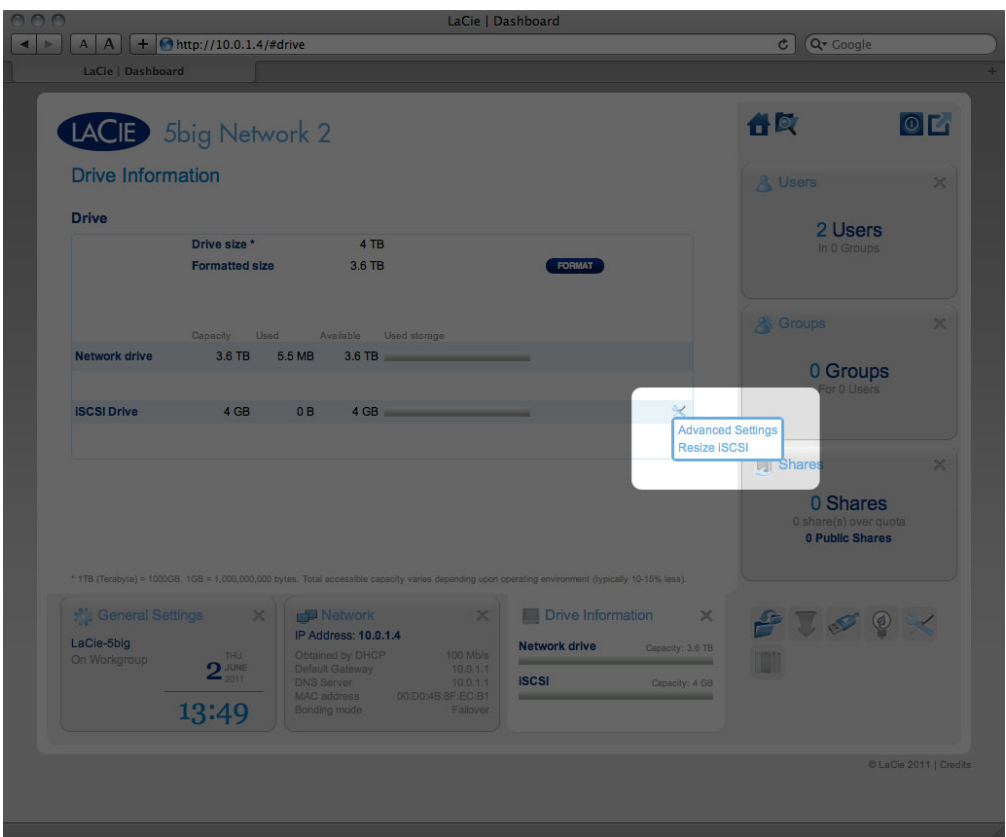 LaCie | Dashboard
A A + http://10.0.1.4/#drive Google
LaCie | Dashboard +
LACIE 5big Network 2
Drive Information
Drive
Drive size * 4 TB
Formatted size 3.6 TB FORMAT
Capacity Used Available Used storage
Network drive 3.6 TB 5.5 MB 3.6 TB
iSCSI Drive 4 GB 0 B 4 GB
Advanced Settings
Resize iSCSI
* 1TB (Terabyte) = 1000GB. 1GB = 1,000,000,000 bytes. Total accessible capacity varies depending upon operating environment (typically 10-15% less).
Users
2 Users
In 0 Groups
Groups
0 Groups
For 0 Users
Shares
0 Shares
0 share(s) over quota
0 Public Shares
General Settings
LaCie-5big
On Workgroup
THU
2 JUNE
2011
13:49
Network
IP Address: 10.0.1.4
Obtained by DHCP 100 Mb/s
Default Gateway 10.0.1.1
DNS Server 10.0.1.1
MAC address 00:D0:4B:8F:EC:B1
Bonding mode Failover
Drive Information
Network drive Capacity: 3.6 TB
iSCSI Capacity: 4 GB
© LaCie 2011 | Credits